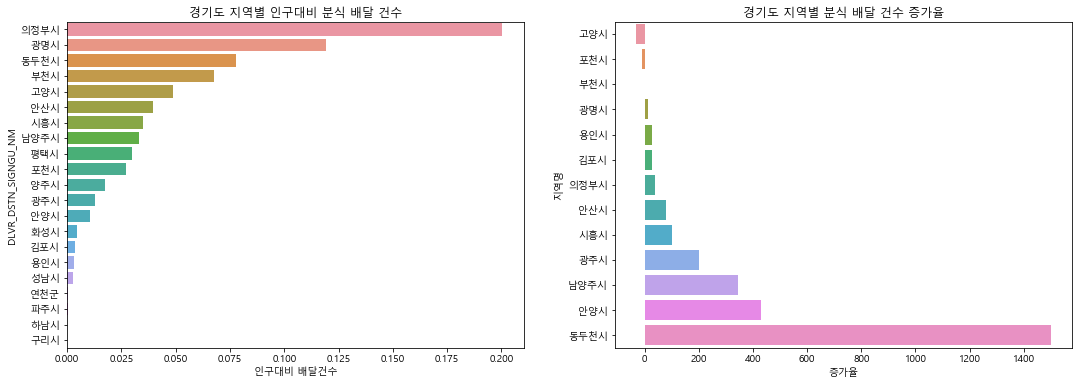 경기도 지역별 인구대비 분식 배달 건수
DLVR_DSTN_SIGNGU_NM
의정부시
광명시
동두천시
부천시
고양시
안산시
시흥시
남양주시
평택시
포천시
양주시
광주시
안양시
화성시
김포시
용인시
성남시
연천군
파주시
하남시
구리시
0.000 0.025 0.050 0.075 0.100 0.125 0.150 0.175 0.200
인구대비 배달건수
경기도 지역별 분식 배달 건수 증가율
지역명
고양시
포천시
부천시
광명시
용인시
김포시
의정부시
안산시
시흥시
광주시
남양주시
안양시
동두천시
0 200 400 600 800 1000 1200 1400
증가율